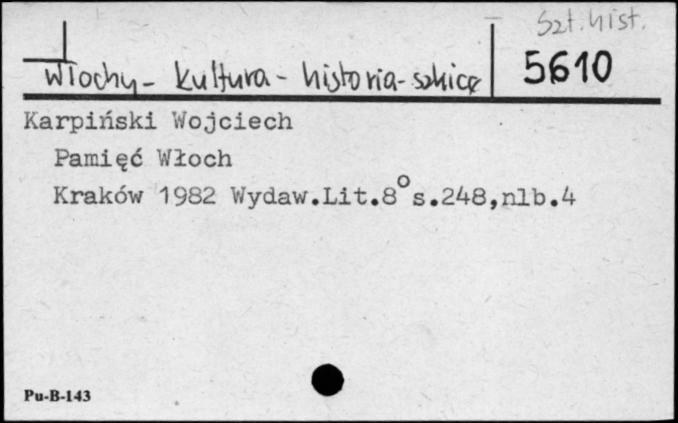 Szt. hist.
Włochy - kultura - historia - szkice
5610
Karpiński Wojciech
Pamięć Włoch
Kraków 1982 Wydaw.Lit.8° s.248,nlb.4
Pu-B-143